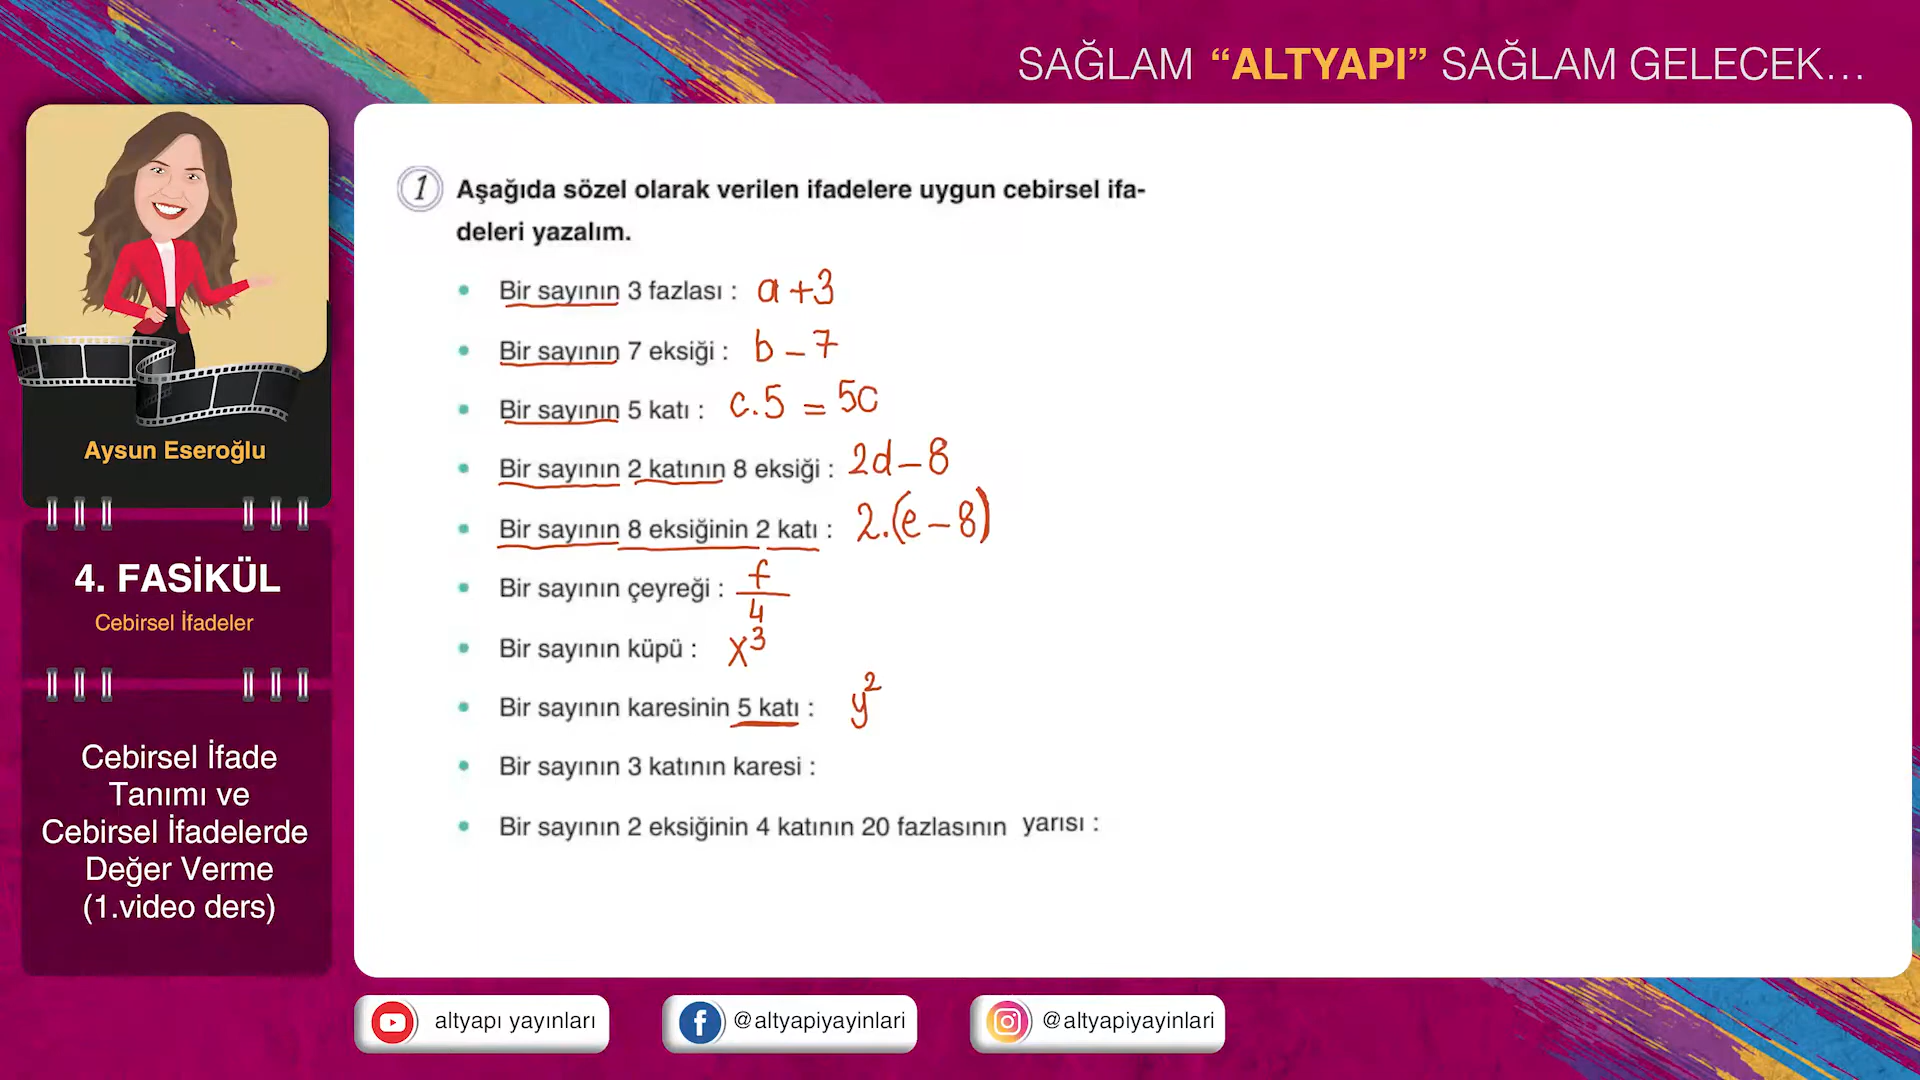 SAĞLAM “ALTYAPI” SAĞLAM GELECEK...
Aysun Eseroğlu
4. FASİKÜL
Cebirsel İfadeler
Cebirsel İfade
Tanımı ve
Cebirsel İfadelerde
Değer Verme
(1.video ders)
1 Aşağıda sözel olarak verilen ifadelere uygun cebirsel ifa-
deleri yazalım.
• Bir sayının 3 fazlası : a+3
• Bir sayının 7 eksiği : b-7
• Bir sayının 5 katı : c.5 = 5c
• Bir sayının 2 katının 8 eksiği : 2d-8
• Bir sayının 8 eksiğinin 2 katı : 2.(e-8)
• Bir sayının çeyreği : f/4
• Bir sayının küpü : x³
• Bir sayının karesinin 5 katı : y²
• Bir sayının 3 katının karesi :
• Bir sayının 2 eksiğinin 4 katının 20 fazlasının yarısı :
altyapı yayınları
@altyapiyayinlari
@altyapiyayinlari